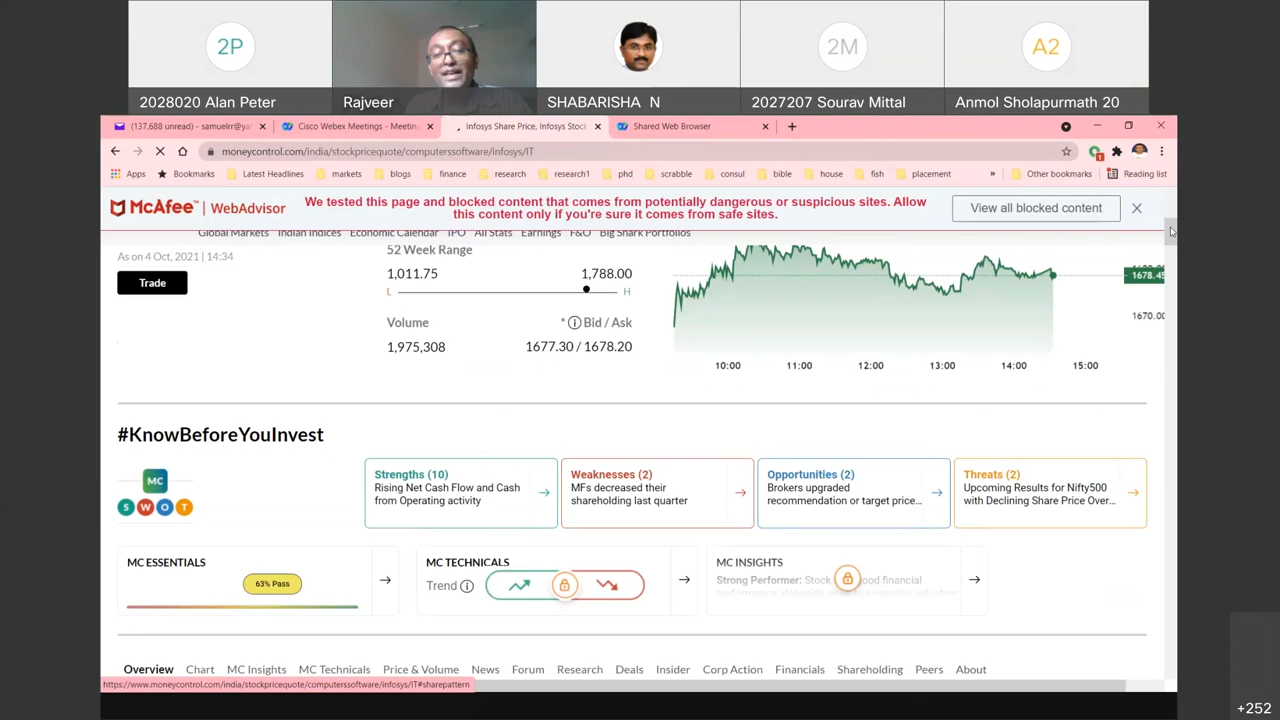 2P
2M
A2
2028020 Alan Peter
Rajveer
SHABARISHA N
2027207 Sourav Mittal
Anmol Sholapurmath 20
(137,688 unread) - samuelrr@ya
Cisco Webex Meetings - Meetin
Infosys Share Price, Infosys Stock
Shared Web Browser
moneycontrol.com/india/stockpricequote/computerssoftware/infosys/IT
Apps
Bookmarks
Latest Headlines
markets
blogs
finance
research
research1
phd
scrabble
consul
bible
house
fish
placement
»
Other bookmarks
Reading list
McAfee™ | WebAdvisor
We tested this page and blocked content that comes from potentially dangerous or suspicious sites. Allow
this content only if you're sure it comes from safe sites.
View all blocked content
Global Markets Indian Indices Economic Calendar IPO All Stats Earnings F&O Big Shark Portfolios
As on 4 Oct, 2021 | 14:34
Trade
52 Week Range
1,011.75 1,788.00
L H
Volume * Bid / Ask
1,975,308 1677.30 / 1678.20
1678.45
1670.00
10:00 11:00 12:00 13:00 14:00 15:00
#KnowBeforeYouInvest
MC
S W O T
Strengths (10)
Rising Net Cash Flow and Cash
from Operating activity
Weaknesses (2)
MFs decreased their
shareholding last quarter
Opportunities (2)
Brokers upgraded
recommendation or target price...
Threats (2)
Upcoming Results for Nifty500
with Declining Share Price Over...
MC ESSENTIALS
63% Pass
MC TECHNICALS
Trend
MC INSIGHTS
Strong Performer: Stock good financial
Overview Chart MC Insights MC Technicals Price & Volume News Forum Research Deals Insider Corp Action Financials Shareholding Peers About
https://www.moneycontrol.com/india/stockpricequote/computerssoftware/infosys/IT#sharepattern
+252